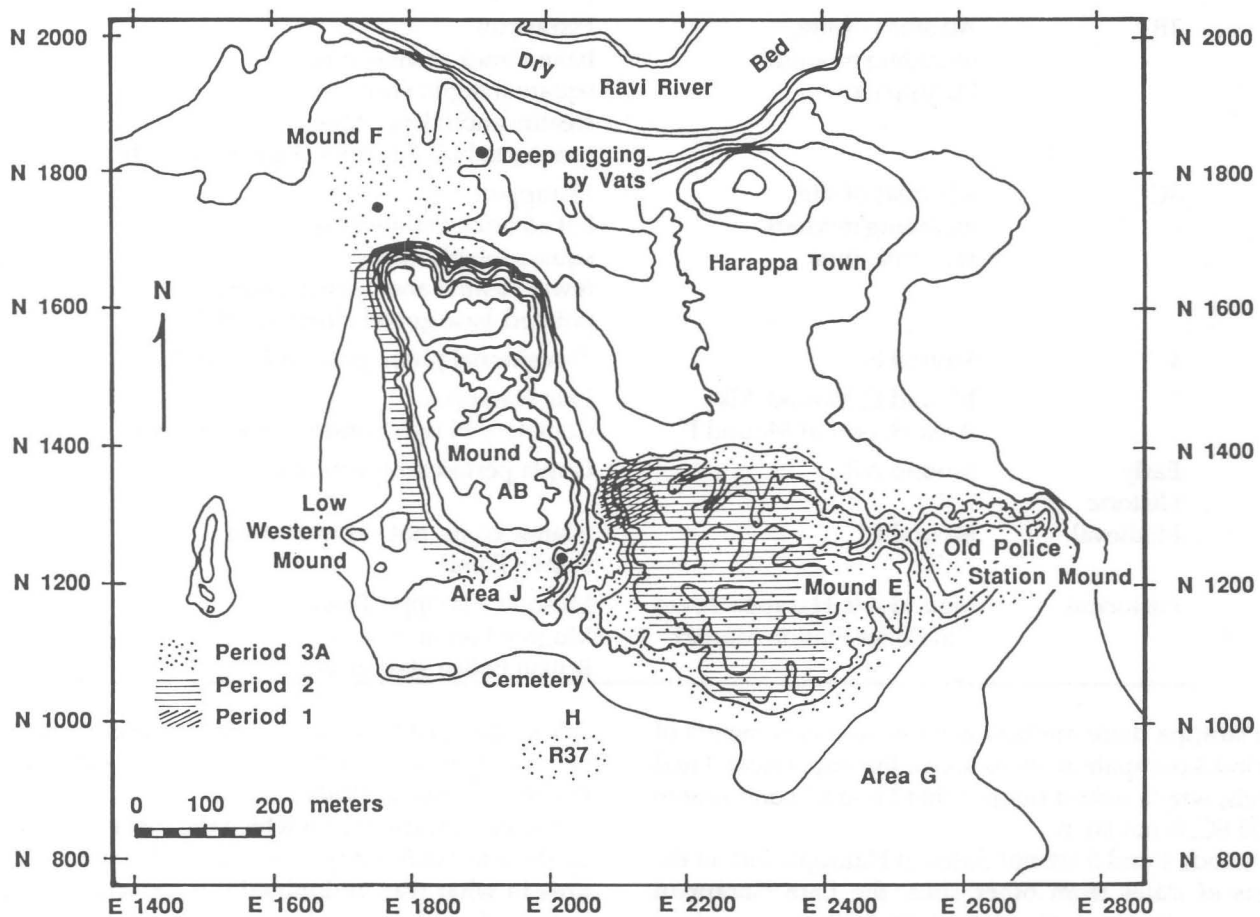 N 2000
N 2000
Dry
Bed
Ravi River
Mound F
Deep digging
by Vats
N 1800
N 1800
Harappa Town
N
N 1600
N 1600
N 1400
N 1400
Mound
AB
Low
Western
Mound
Old Police
Station Mound
N 1200
N 1200
Area J
Mound E
Period 3A
Period 2
Period 1
Cemetery
H
R37
N 1000
N 1000
Area G
0 100 200 meters
N 800
N 800
E 1400 E 1600 E 1800 E 2000 E 2200 E 2400 E 2600 E 2800